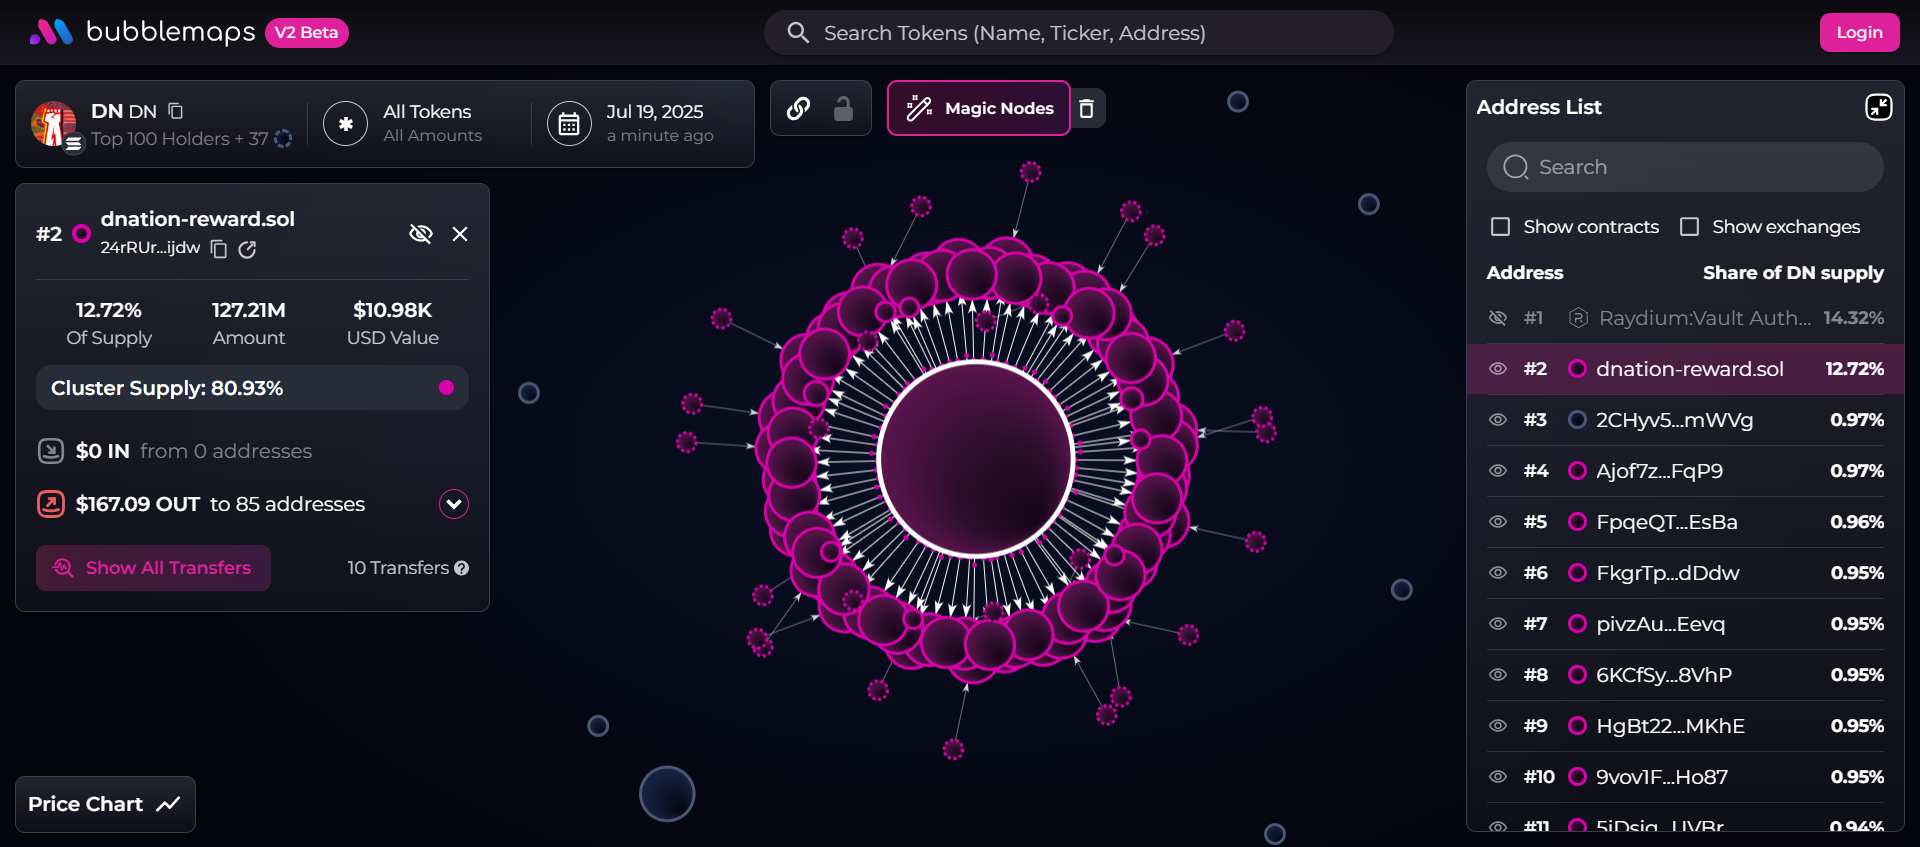 bubblemaps V2 Beta
Search Tokens (Name, Ticker, Address)
Login
DN DN
Top 100 Holders + 37
All Tokens
All Amounts
Jul 19, 2025
a minute ago
Magic Nodes
#2 dnation-reward.sol
24rRUr...ijdw
12.72% 127.21M $10.98K
Of Supply Amount USD Value
Cluster Supply: 80.93%
$0 IN from 0 addresses
$167.09 OUT to 85 addresses
Show All Transfers 10 Transfers ?
Price Chart
Address List
Search
Show contracts Show exchanges
Address Share of DN supply
#1 Raydium:Vault Auth... 14.32%
#2 dnation-reward.sol 12.72%
#3 2CHyv5...mWVg 0.97%
#4 Ajof7z...FqP9 0.97%
#5 FpqeQT...EsBa 0.96%
#6 FkgrTp...dDdw 0.95%
#7 pivzAu...Eevq 0.95%
#8 6KCfSy...8VhP 0.95%
#9 HgBt22...MKhE 0.95%
#10 9vov1F...Ho87 0.95%
#11 0.94%